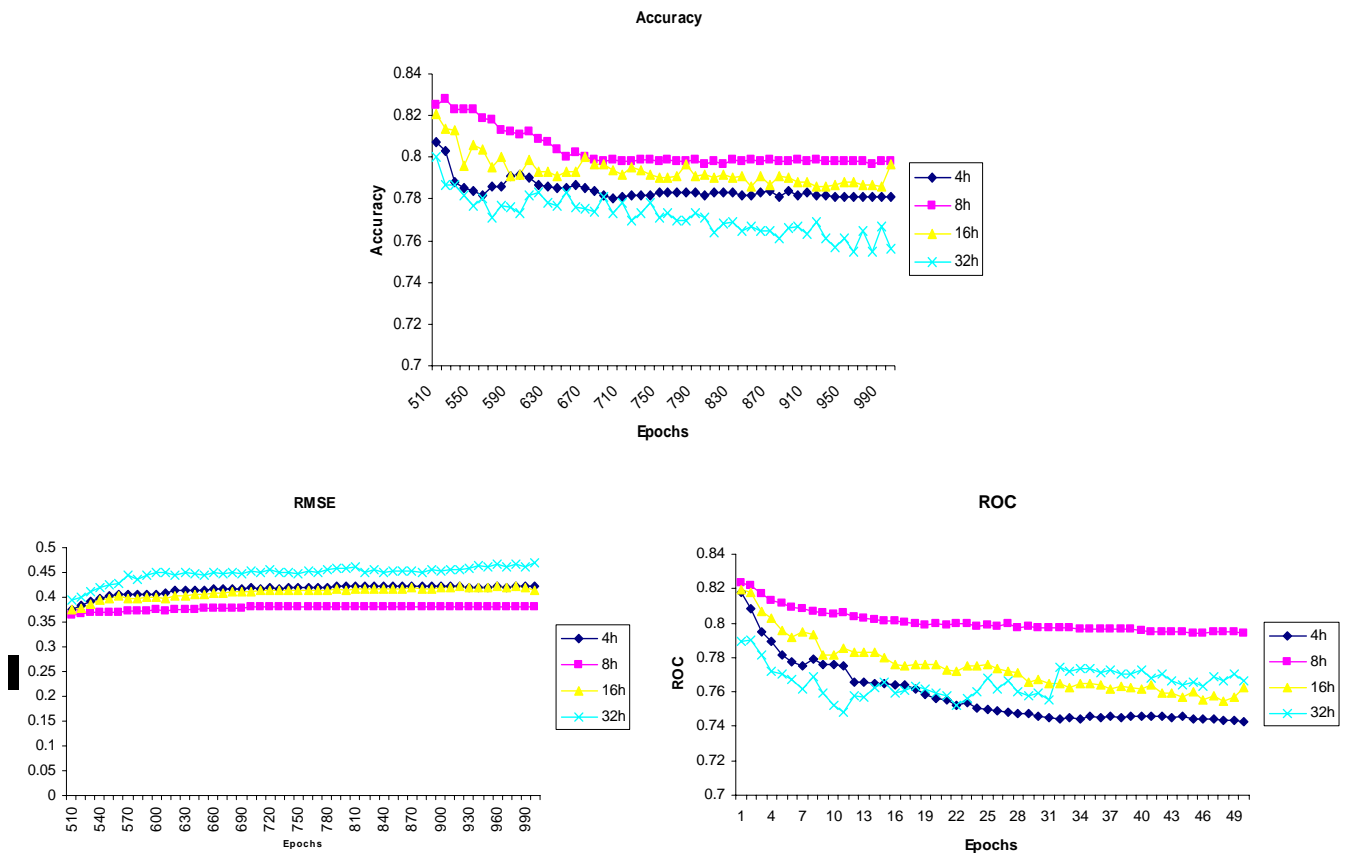 Accuracy
0.84
0.82
0.8
0.78
0.76
0.74
0.72
0.7
Accuracy
510 550 590 630 670 710 750 790 830 870 910 950 990
Epochs
4h
8h
16h
32h
RMSE
0.5
0.45
0.4
0.35
0.3
0.25
0.2
0.15
0.1
0.05
0
510 540 570 600 630 660 690 720 750 780 810 840 870 900 930 960 990
Epochs
4h
8h
16h
32h
ROC
0.84
0.82
0.8
0.78
0.76
0.74
0.72
0.7
ROC
1 4 7 10 13 16 19 22 25 28 31 34 37 40 43 46 49
Epochs
4h
8h
16h
32h